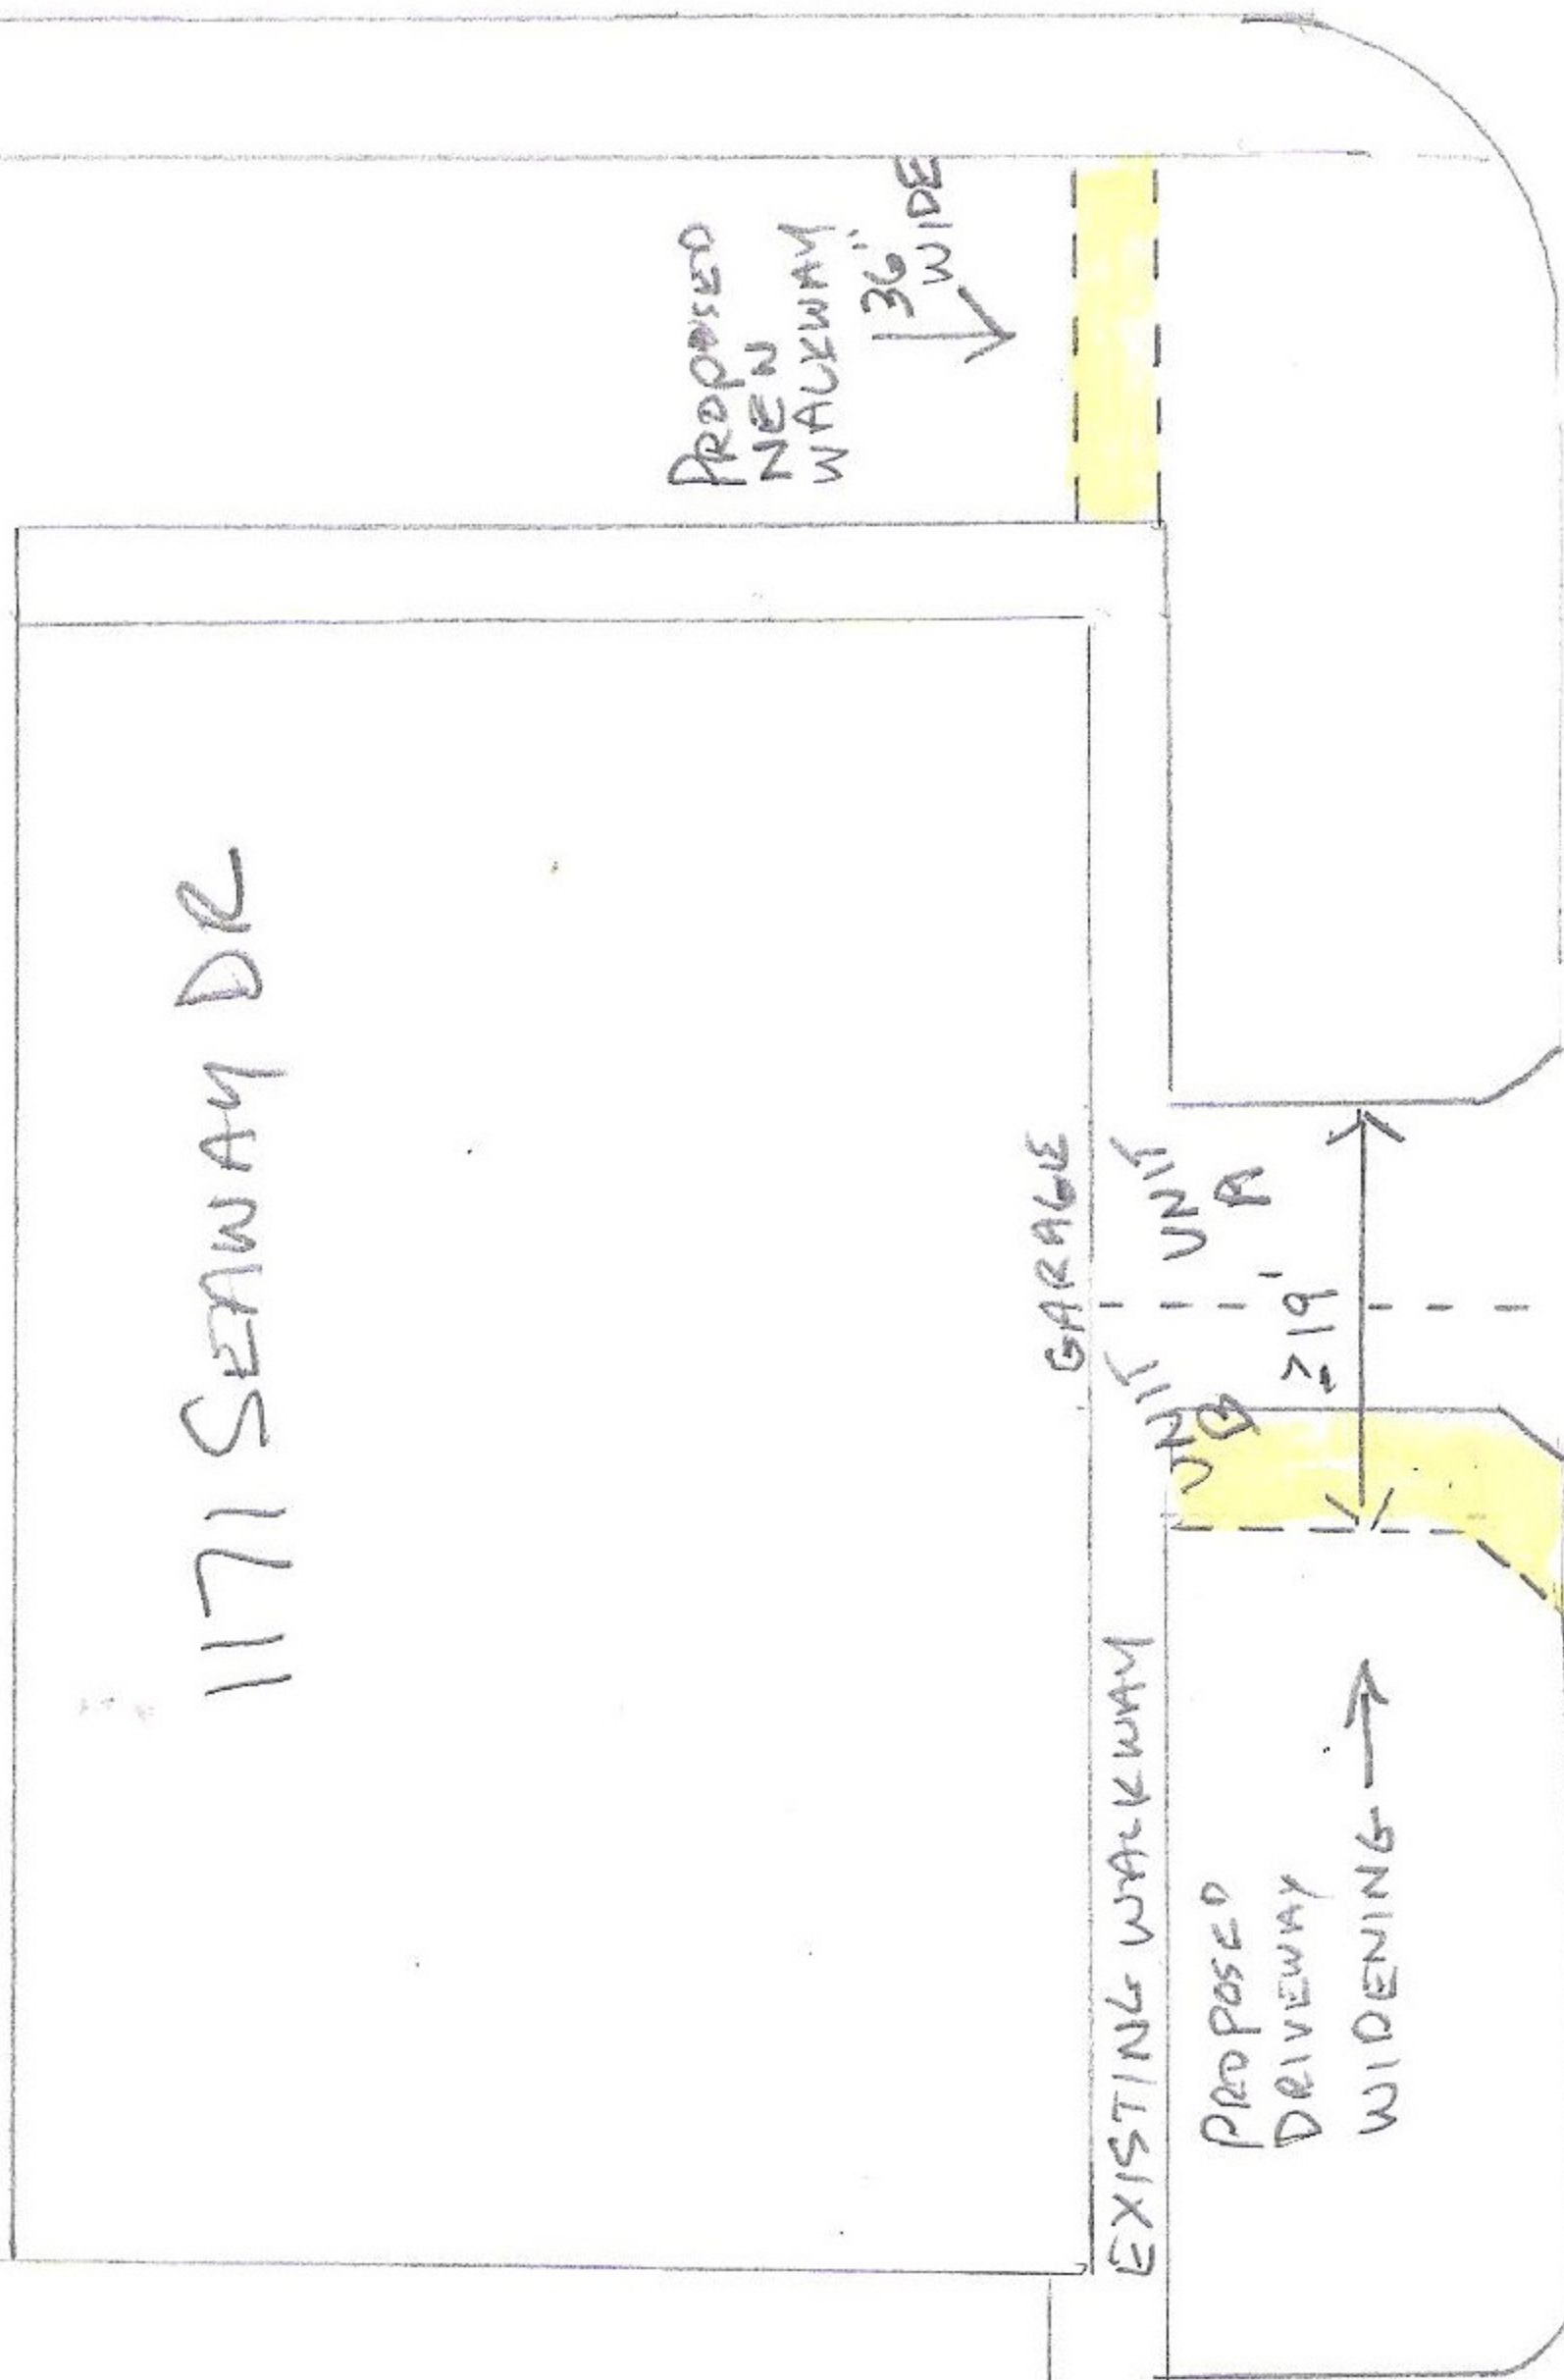 1171 SEAWAY DR
PROPOSED
NEW
WALKWAY
36"
WIDE
GARAGE
EXISTING WALKWAY
UNIT
B
UNIT
A
≥19'
PROPOSED
DRIVEWAY
WIDENING